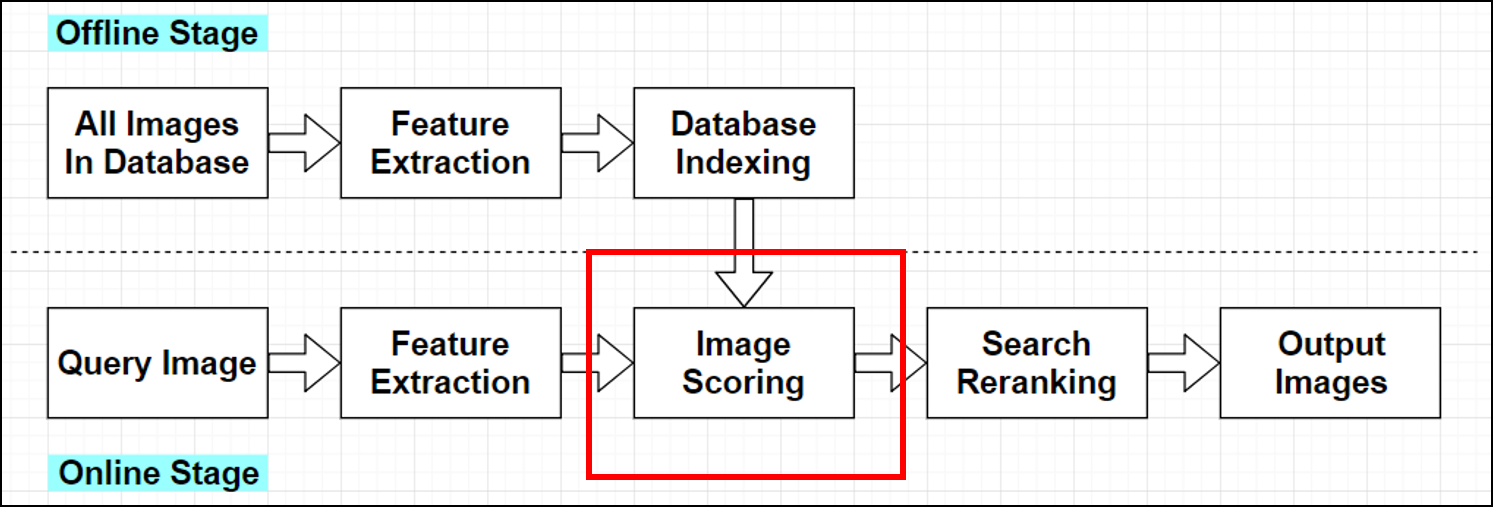 Offline Stage
All Images
In Database
Feature
Extraction
Database
Indexing
Query Image
Feature
Extraction
Image
Scoring
Search
Reranking
Output
Images
Online Stage